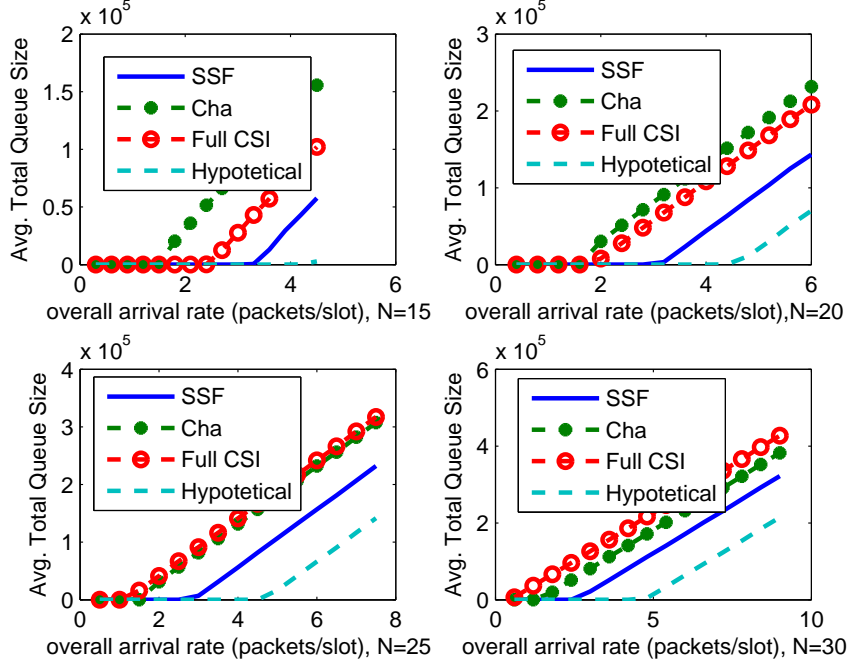 x 10^5
2
1.5
1
0.5
0
0
2
4
6
Avg. Total Queue Size
overall arrival rate (packets/slot), N=15
SSF
Cha
Full CSI
Hypotetical
x 10^5
3
2
1
0
0
2
4
6
Avg. Total Queue Size
overall arrival rate (packets/slot),N=20
SSF
Cha
Full CSI
Hypotetical
x 10^5
4
3
2
1
0
0
2
4
6
8
Avg. Total Queue Size
overall arrival rate (packets/slot), N=25
SSF
Cha
Full CSI
Hypotetical
x 10^5
6
4
2
0
0
5
10
Avg. Total Queue Size
overall arrival rate (packets/slot), N=30
SSF
Cha
Full CSI
Hypotetical